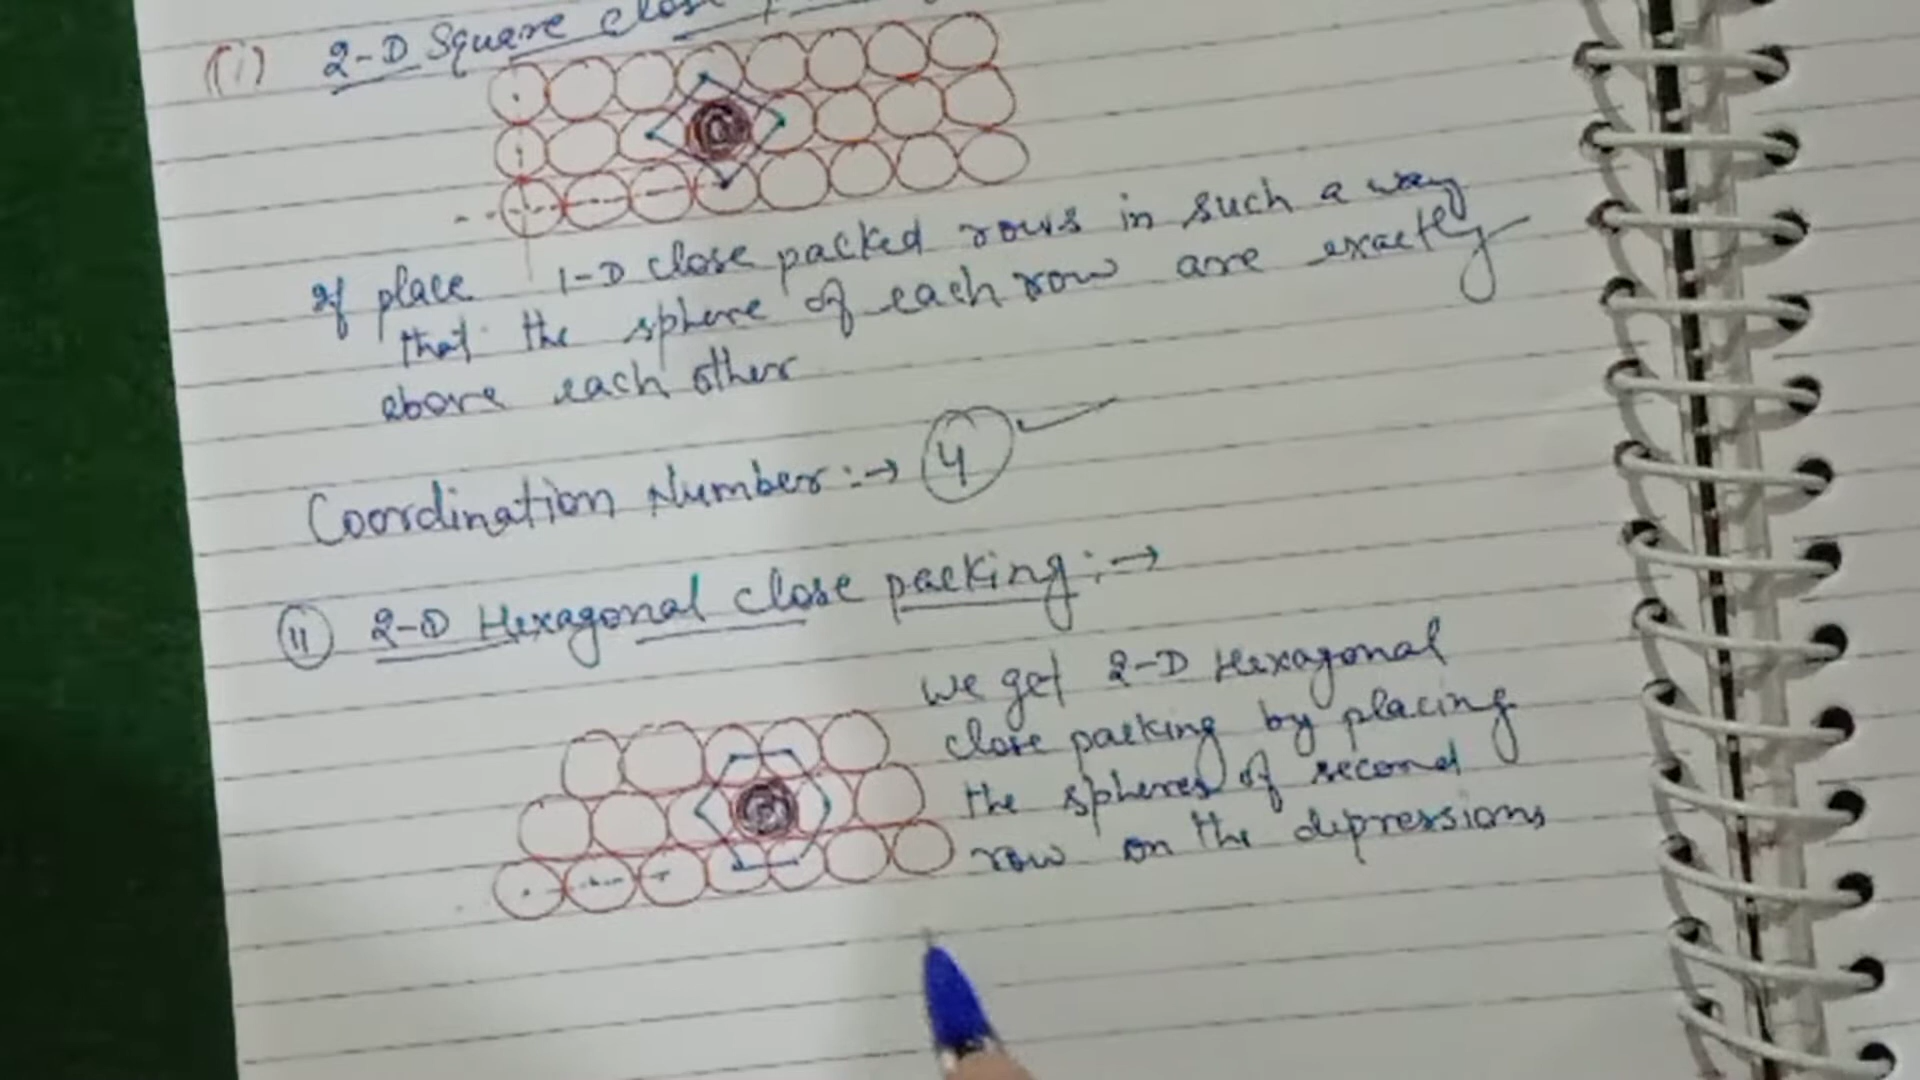 (i) 2-D Square close
If place 1-D close packed rows in such a way
that the sphere of each row are exactly
above each other
Coordination Number :→ 4
(ii) 2-D Hexagonal close packing :→
We get 2-D Hexagonal
close packing by placing
the spheres of second
row on the depressions